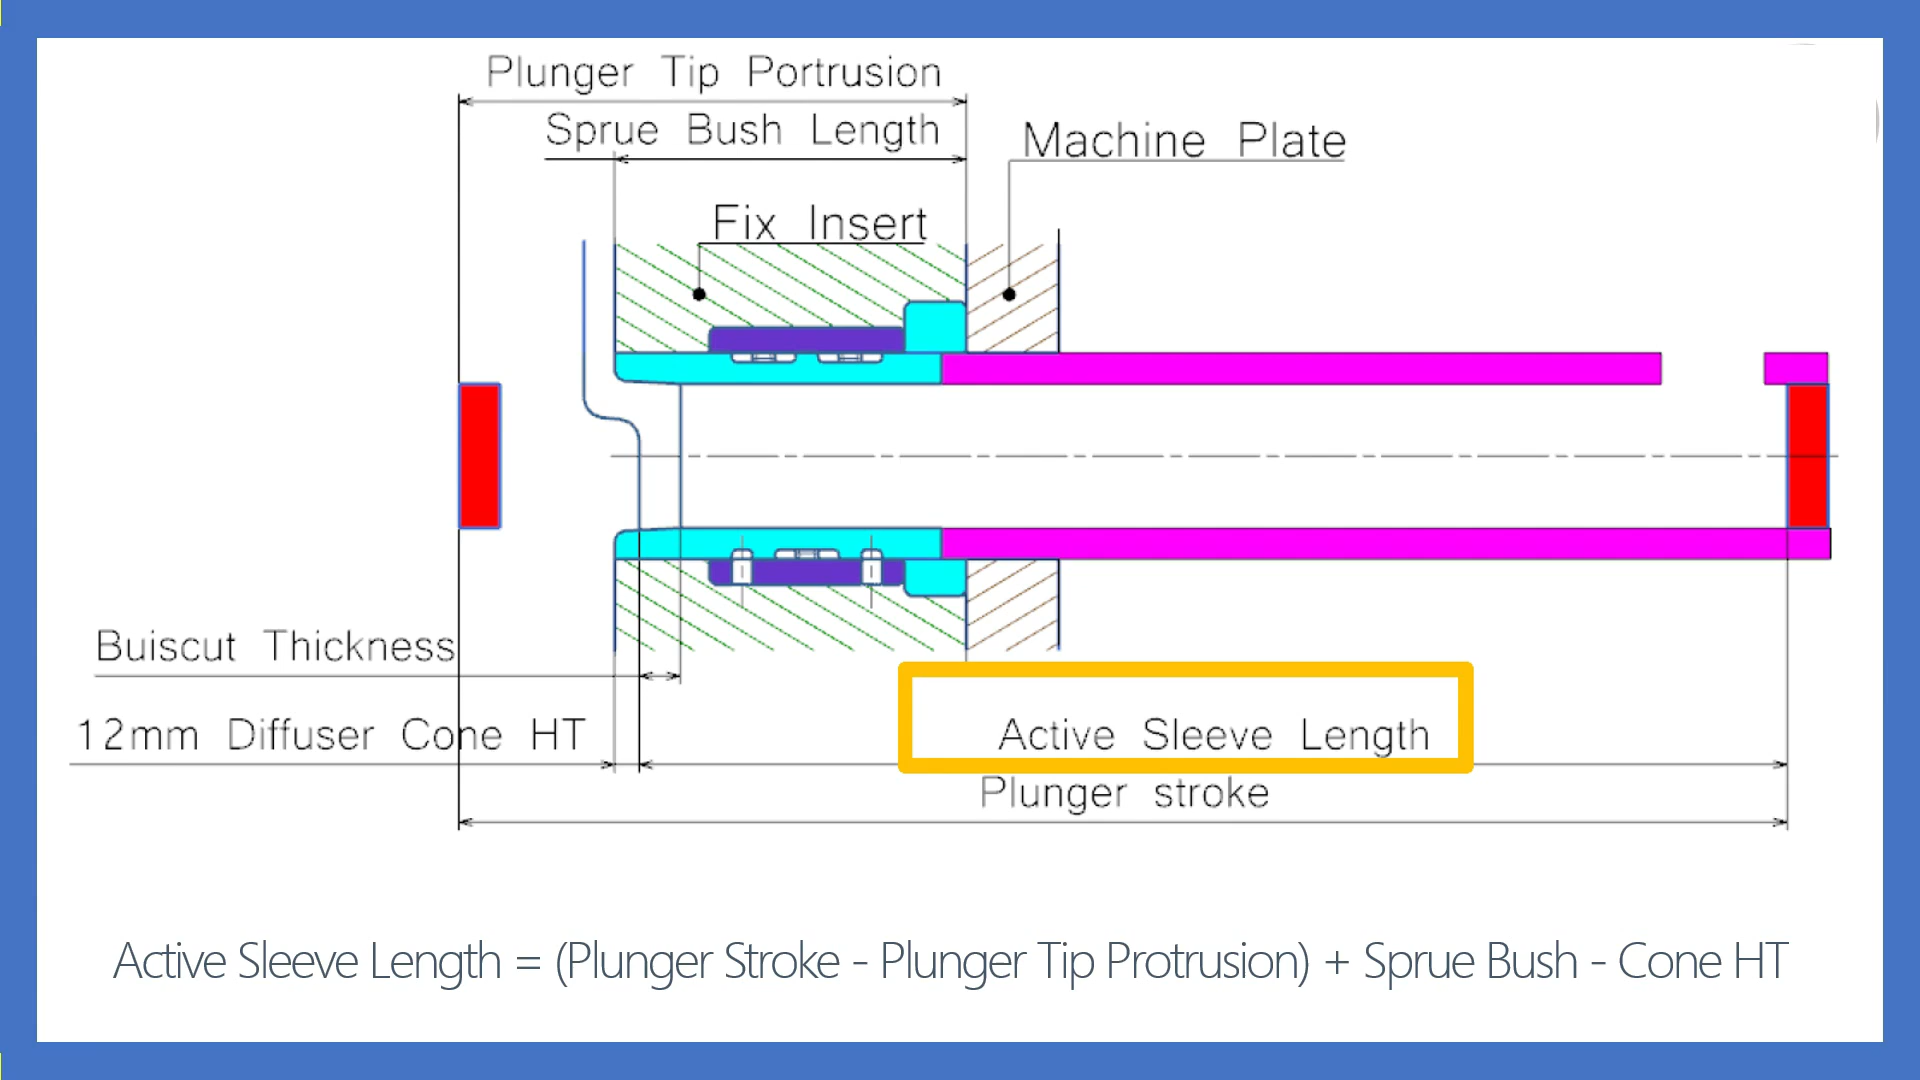 Plunger Tip Portrusion
Sprue Bush Length
Machine Plate
Fix Insert
Buiscut Thickness
12mm Diffuser Cone HT
Active Sleeve Length
Plunger stroke
Active Sleeve Length = (Plunger Stroke - Plunger Tip Protrusion) + Sprue Bush - Cone HT